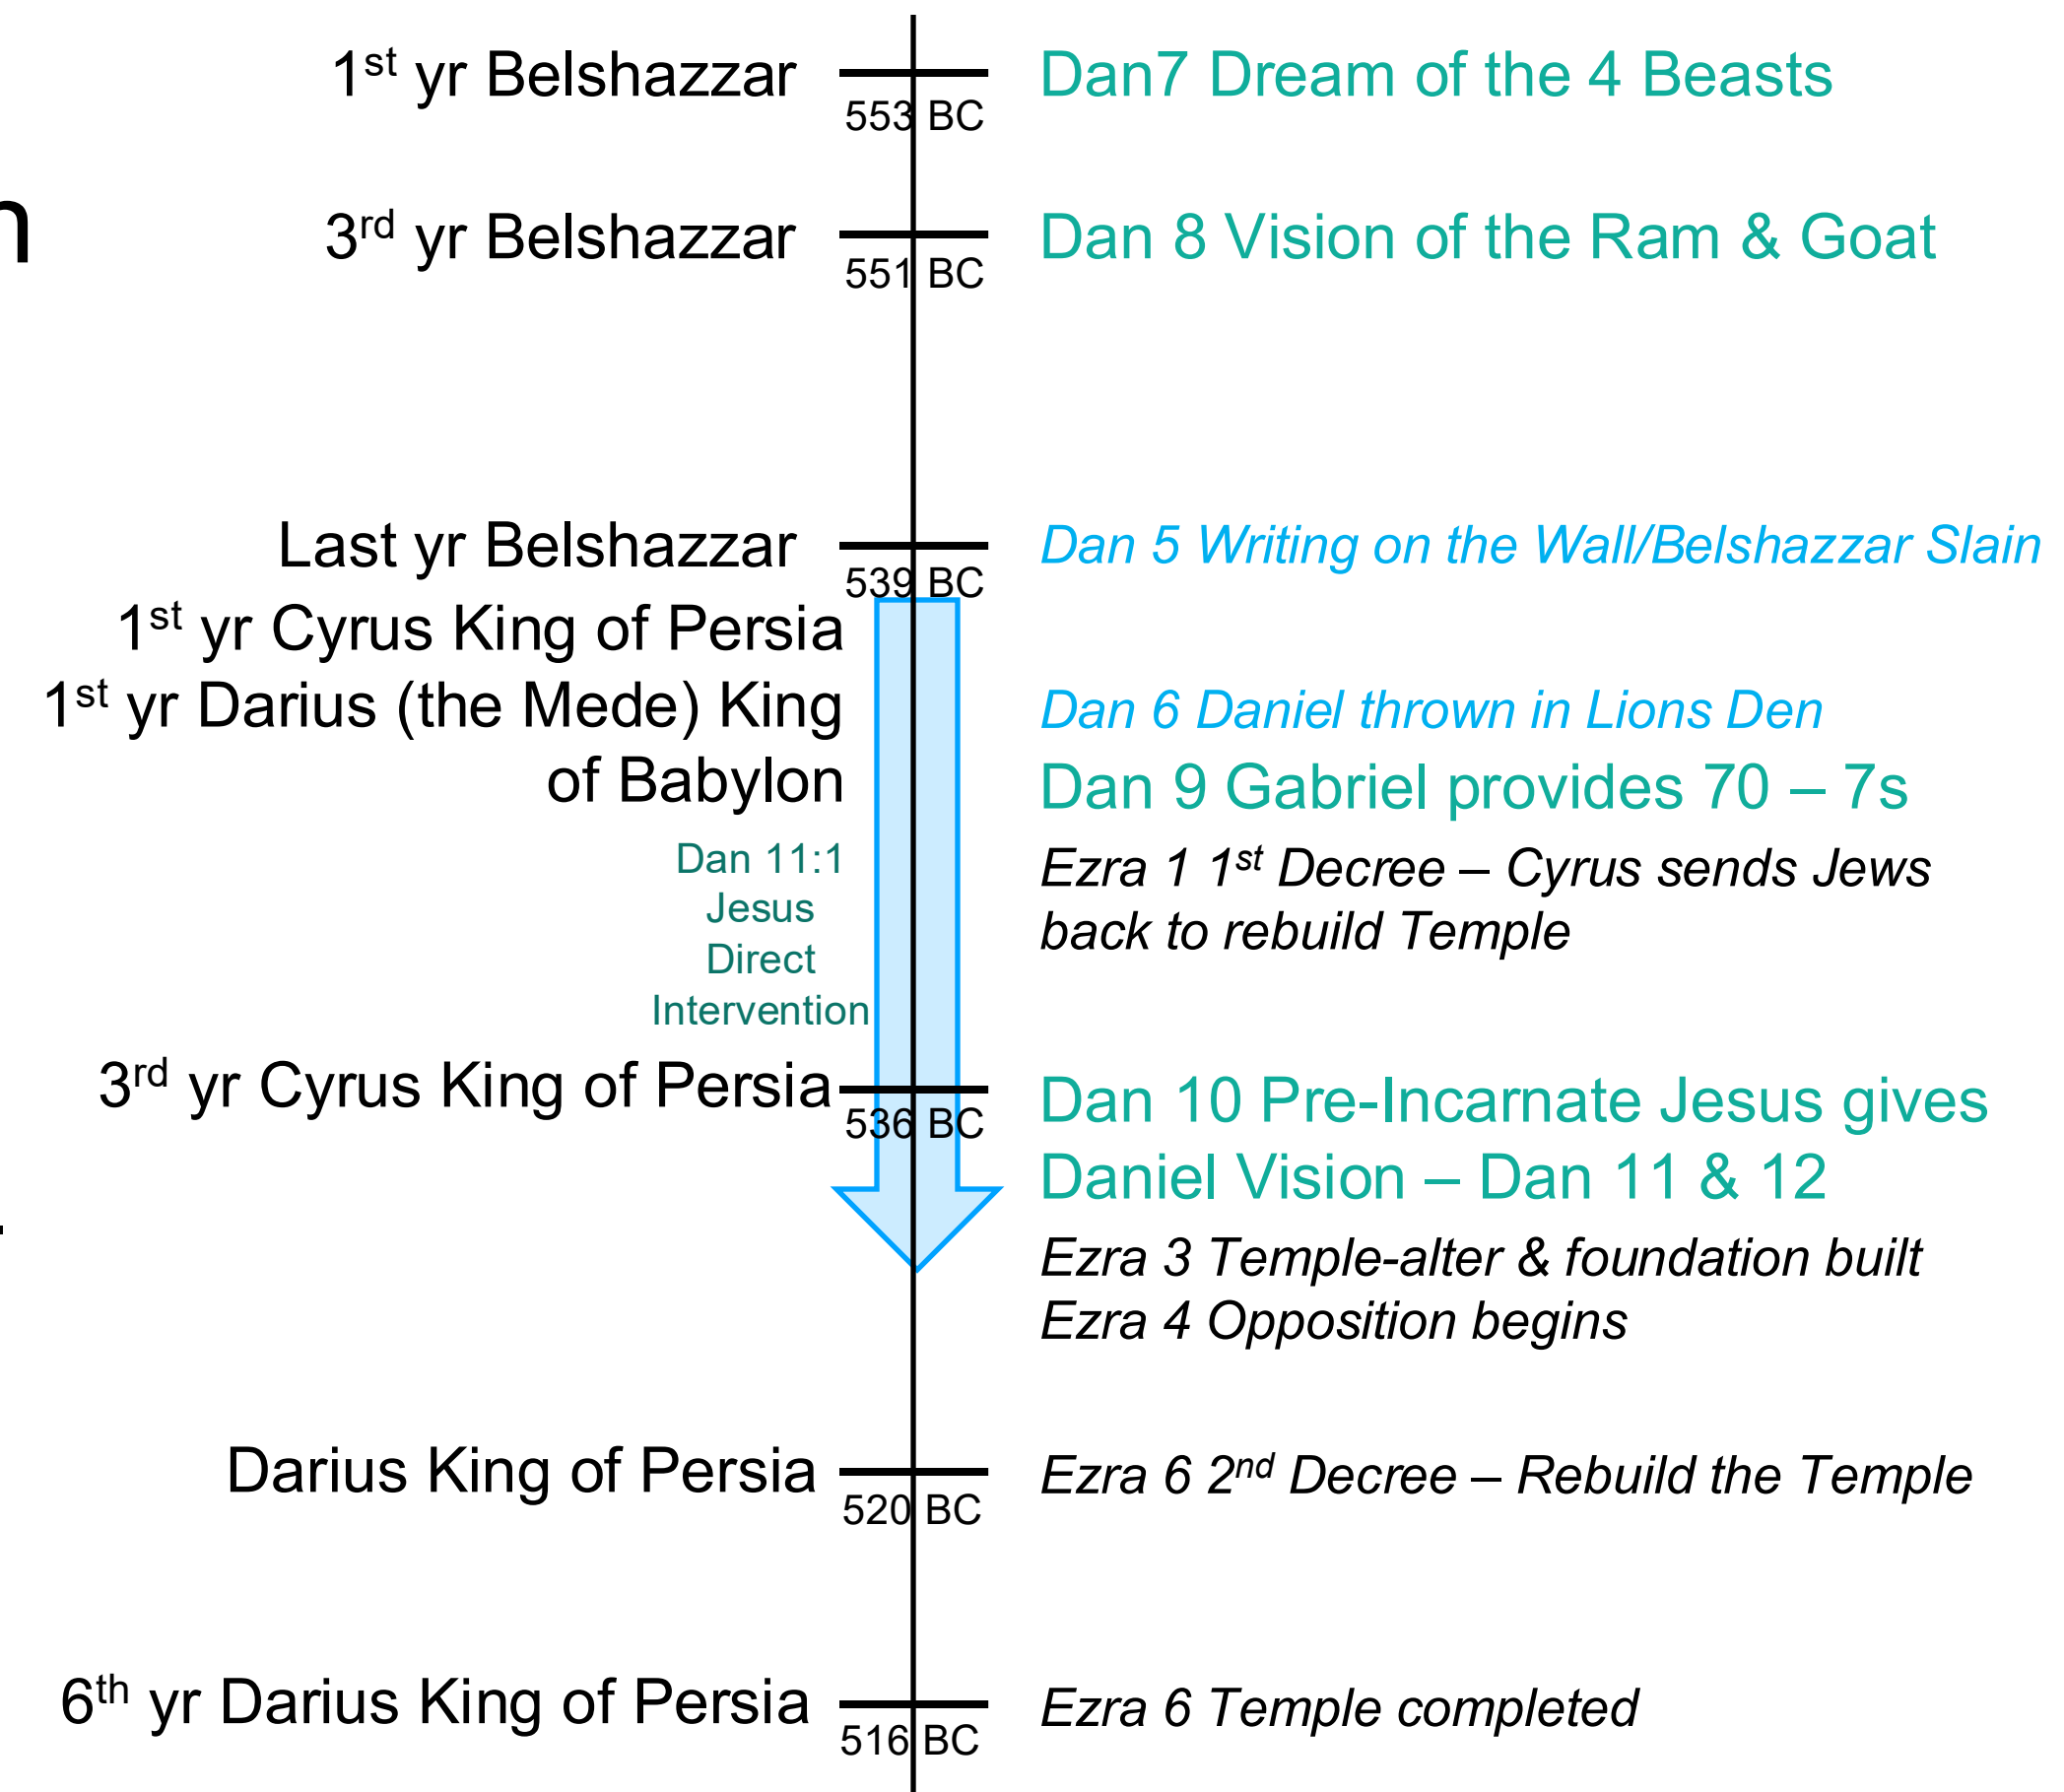 1st yr Belshazzar
553 BC
Dan7 Dream of the 4 Beasts
3rd yr Belshazzar
551 BC
Dan 8 Vision of the Ram & Goat
Last yr Belshazzar
539 BC
Dan 5 Writing on the Wall/Belshazzar Slain
1st yr Cyrus King of Persia
1st yr Darius (the Mede) King
of Babylon
Dan 6 Daniel thrown in Lions Den
Dan 9 Gabriel provides 70 – 7s
Dan 11:1
Jesus
Direct
Intervention
Ezra 1 1st Decree – Cyrus sends Jews
back to rebuild Temple
3rd yr Cyrus King of Persia
536 BC
Dan 10 Pre-Incarnate Jesus gives
Daniel Vision – Dan 11 & 12
Ezra 3 Temple-alter & foundation built
Ezra 4 Opposition begins
Darius King of Persia
520 BC
Ezra 6 2nd Decree – Rebuild the Temple
6th yr Darius King of Persia
516 BC
Ezra 6 Temple completed